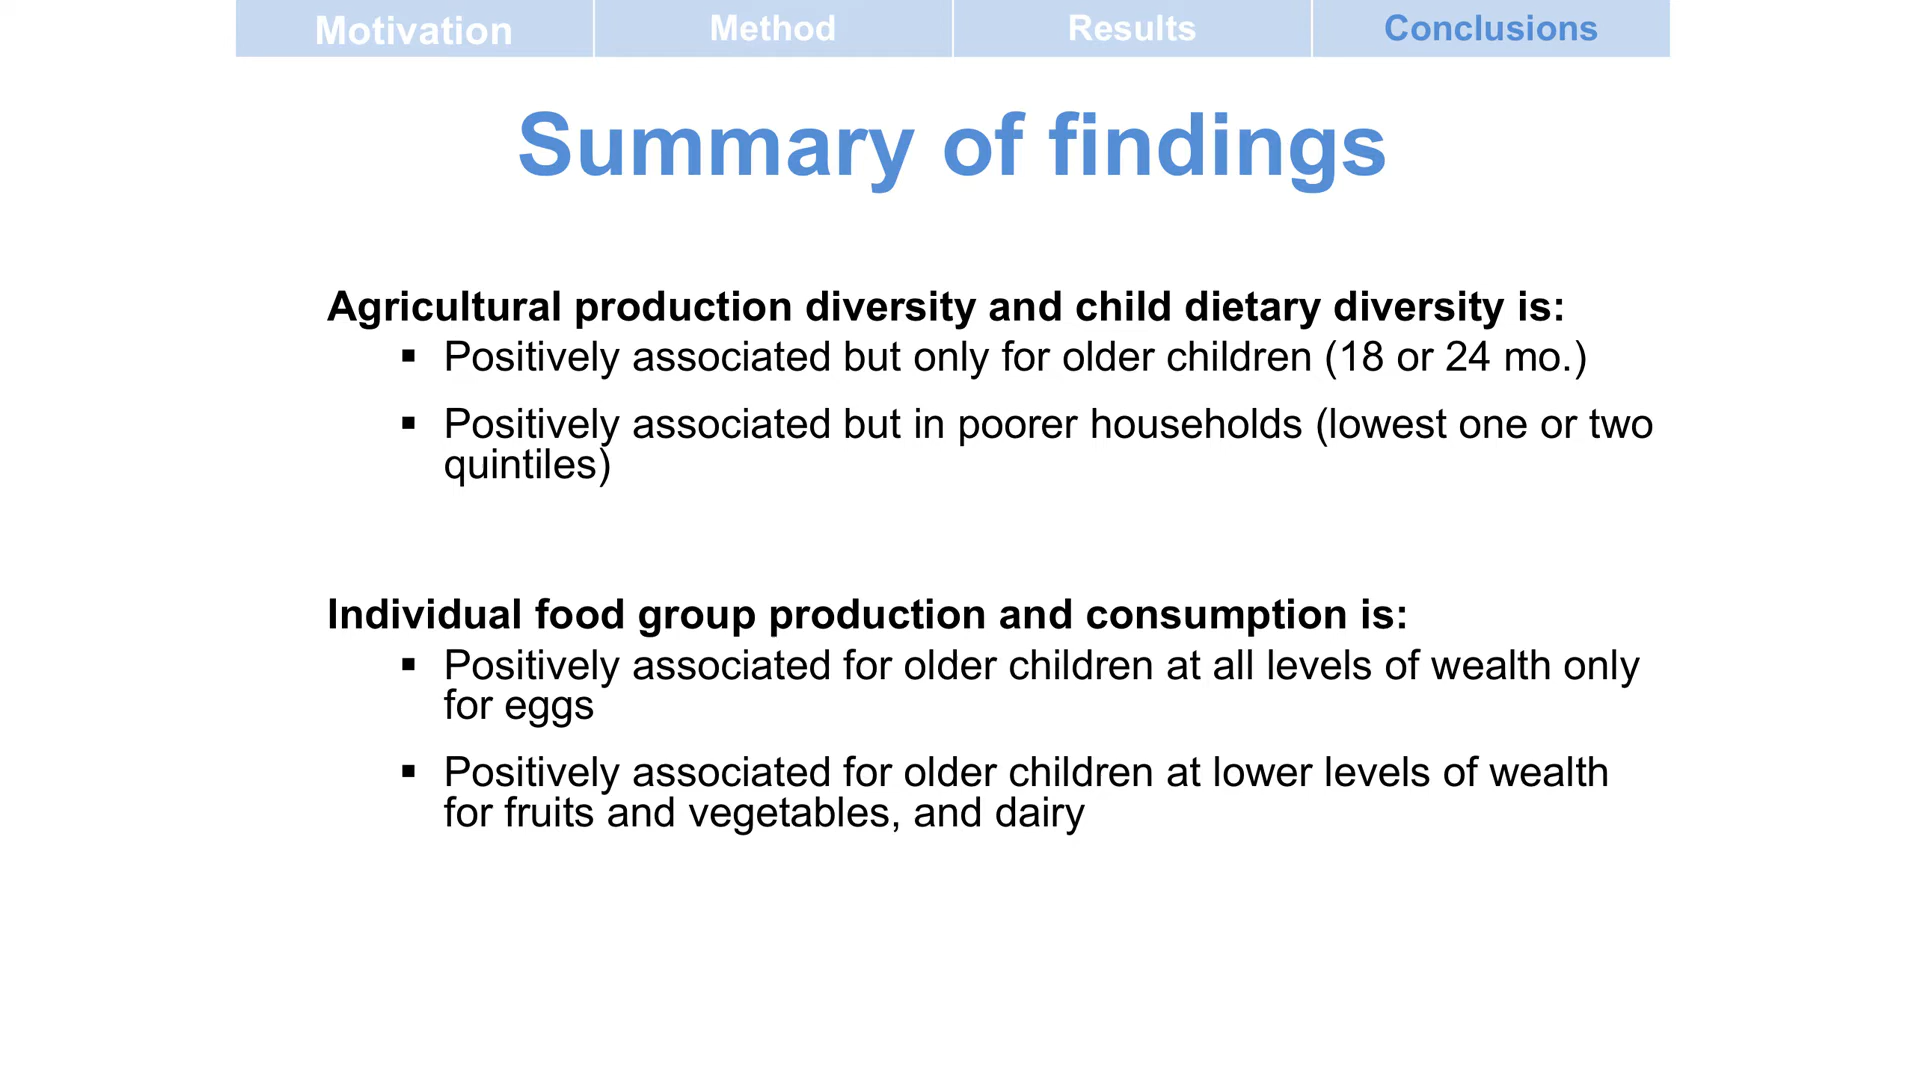 Motivation
Method
Results
Conclusions
Summary of findings
Agricultural production diversity and child dietary diversity is:
▪ Positively associated but only for older children (18 or 24 mo.)
▪ Positively associated but in poorer households (lowest one or two
quintiles)
Individual food group production and consumption is:
▪ Positively associated for older children at all levels of wealth only
for eggs
▪ Positively associated for older children at lower levels of wealth
for fruits and vegetables, and dairy